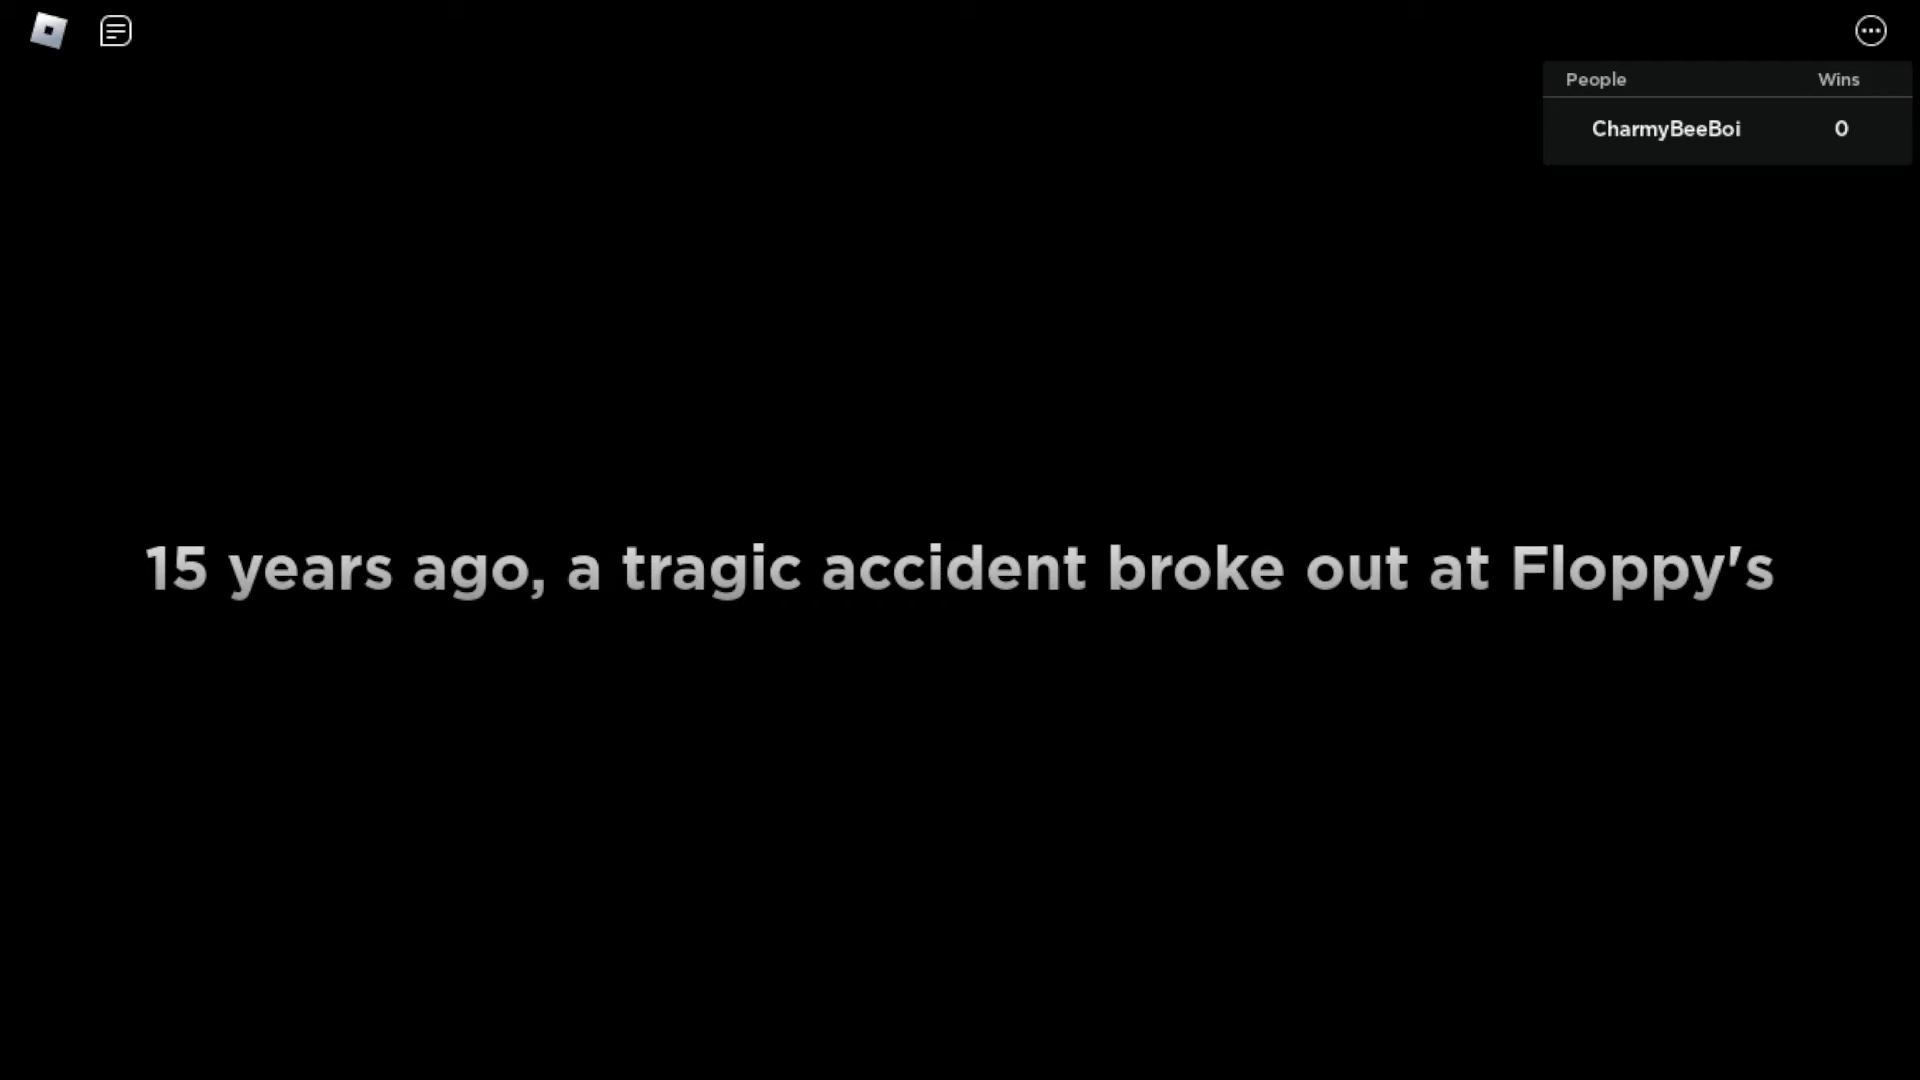 People Wins
CharmyBeeBoi 0
15 years ago, a tragic accident broke out at Floppy's